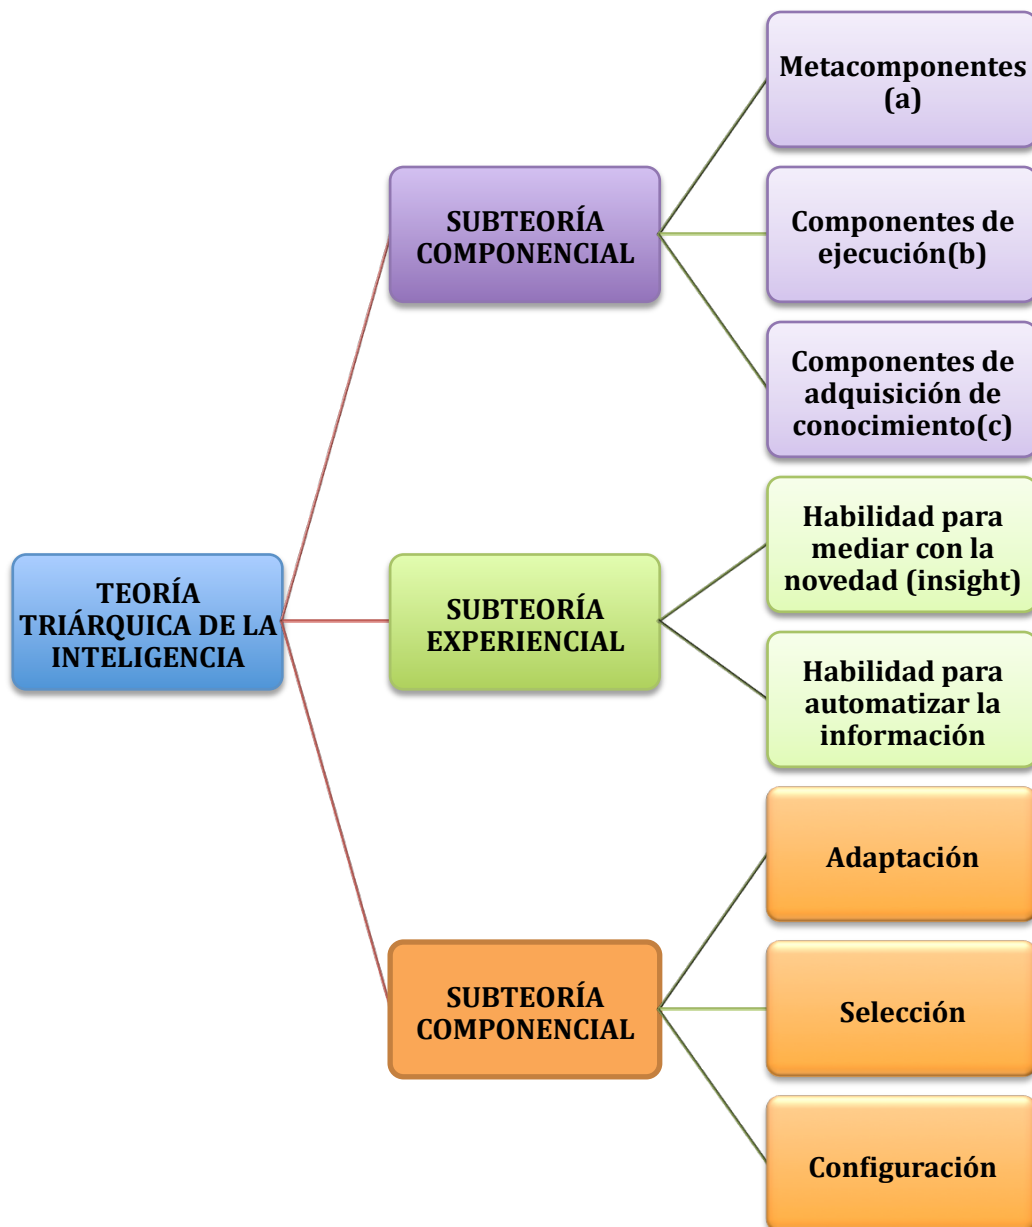 TEORÍA
TRIÁRQUICA DE LA
INTELIGENCIA
SUBTEORÍA
COMPONENCIAL
Metacomponentes
(a)
Componentes de
ejecución(b)
Componentes de
adquisición de
conocimiento(c)
SUBTEORÍA
EXPERIENCIAL
Habilidad para
mediar con la
novedad (insight)
Habilidad para
automatizar la
información
SUBTEORÍA
COMPONENCIAL
Adaptación
Selección
Configuración